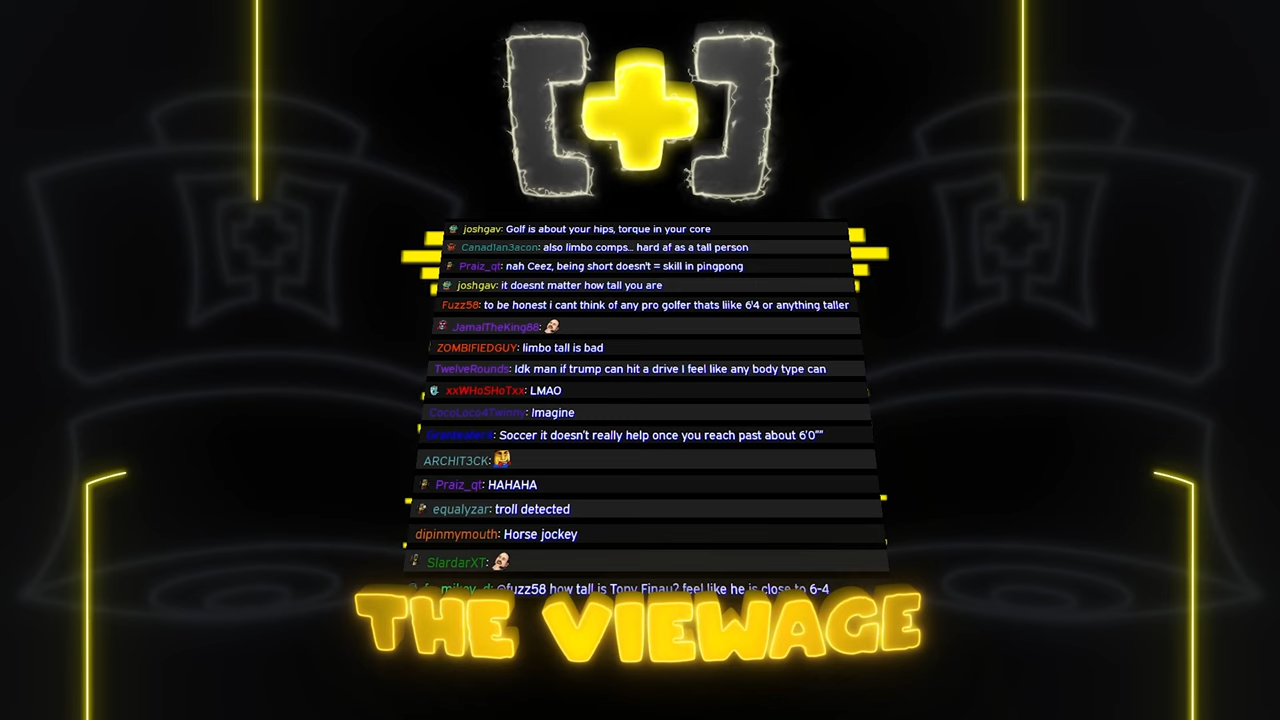 joshgav: Golf is about your hips, torque in your core
Canad1an3acon: also limbo comps... hard af as a tall person
Praiz_qt: nah Ceez, being short doesn't = skill in pingpong
joshgav: it doesnt matter how tall you are
Fuzz58: to be honest i cant think of any pro golfer thats liike 6'4 or anything taller
JamalTheKing88:
ZOMBIFIEDGUY: limbo tall is bad
TwelveRounds: Idk man if trump can hit a drive I feel like any body type can
xxWHoSHoTxx: LMAO
CocoLoco4Twinny: Imagine
: Soccer it doesn't really help once you reach past about 6'0""
ARCHIT3CK:
Praiz_qt: HAHAHA
equalyzar: troll detected
dipinmymouth: Horse jockey
SlardarXT:
mikey_d: @fuzz58 how tall is Tony Finau? feel like he is close to 6-4
THE VIEWAGE